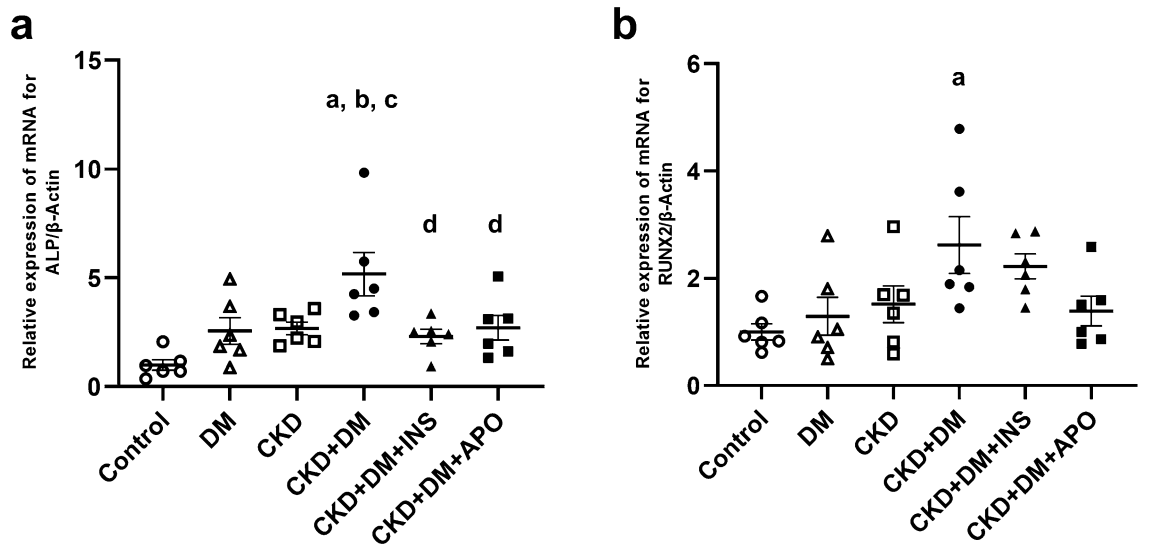 a
Relative expression of mRNA for
ALP/β-Actin
15
10
5
0
a, b, c
d
d
Control
DM
CKD
CKD+DM
CKD+DM+INS
CKD+DM+APO
b
Relative expression of mRNA for
RUNX2/β-Actin
6
4
2
0
a
Control
DM
CKD
CKD+DM
CKD+DM+INS
CKD+DM+APO